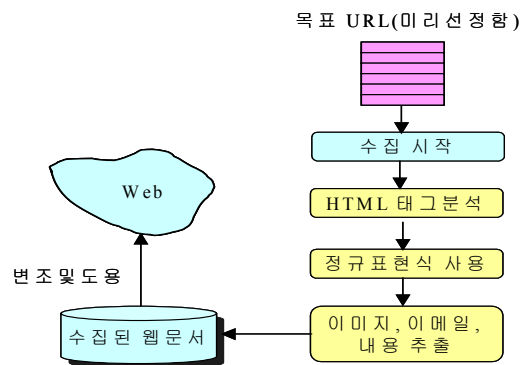 목표 URL(미리선정함)
수집 시작
Web
HTML 태그분석
정규표현식 사용
변조및도용
이미지,이메일,
내용 추출
수집된 웹문서